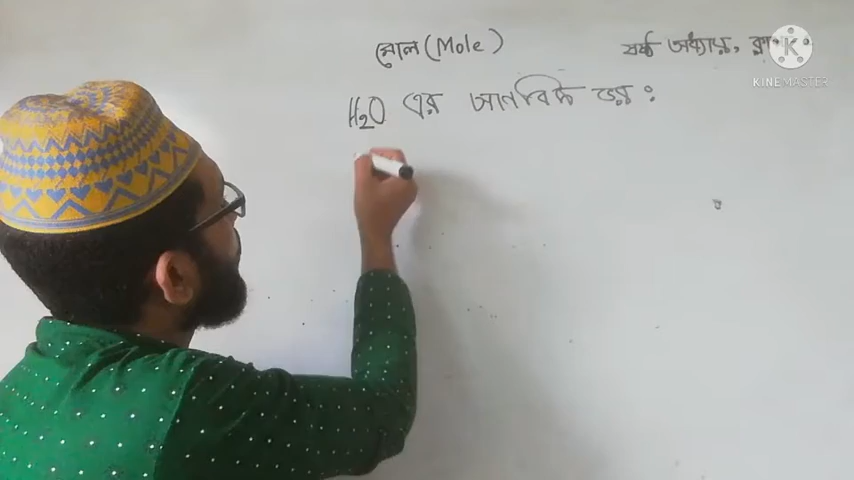 মোল (Mole)
ষষ্ঠ অধ্যায়,
H₂O এর আণবিক ভর :
KINEMASTER